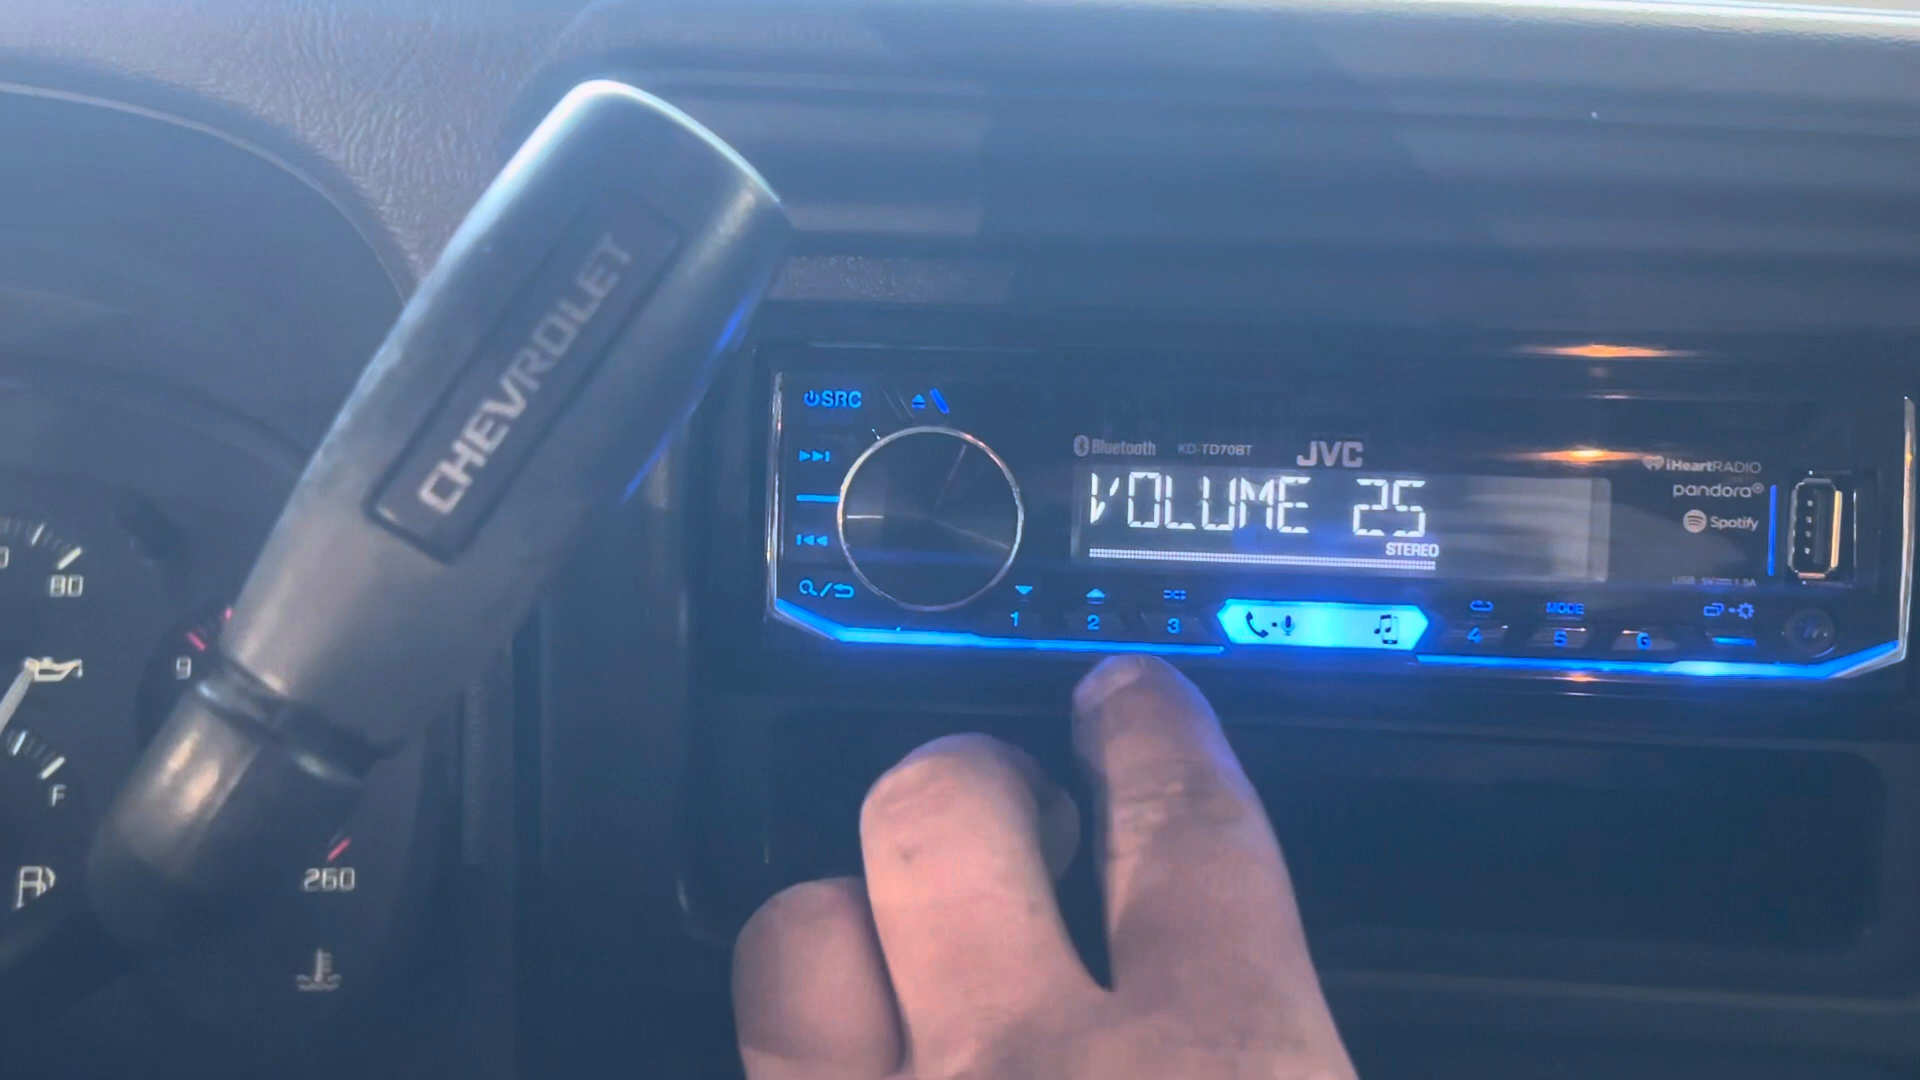 CHEVROLET
SRC
Bluetooth KD-TD70BT JVC
iHeartRADIO
pandora
Spotify
VOLUME 25
STEREO
1 2 3 4 5 6
MODE
80
F
260